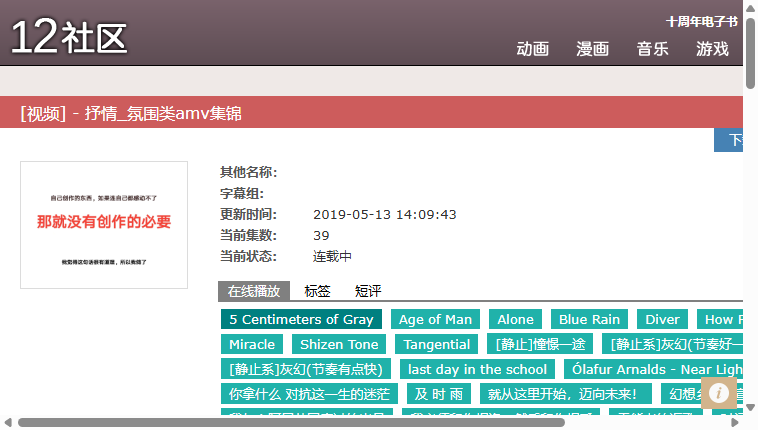 十周年电子书
12社区
动画 漫画 音乐 游戏
[视频] - 抒情_氛围类amv集锦
自己创作的东西，如果连自己都感动不了
那就没有创作的必要
我觉得这句话很有道理，所以我做了
其他名称:
字幕组:
更新时间: 2019-05-13 14:09:43
当前集数: 39
当前状态: 连载中
在线播放 标签 短评
5 Centimeters of Gray Age of Man Alone Blue Rain Diver How
Miracle Shizen Tone Tangential [静止]憧憬一途 [静止系]灰幻(节奏好一
[静止系]灰幻(节奏有点快) last day in the school Ólafur Arnalds - Near Ligh
你拿什么 对抗这一生的迷茫 及 时 雨 就从这里开始，迈向未来！ 幻想